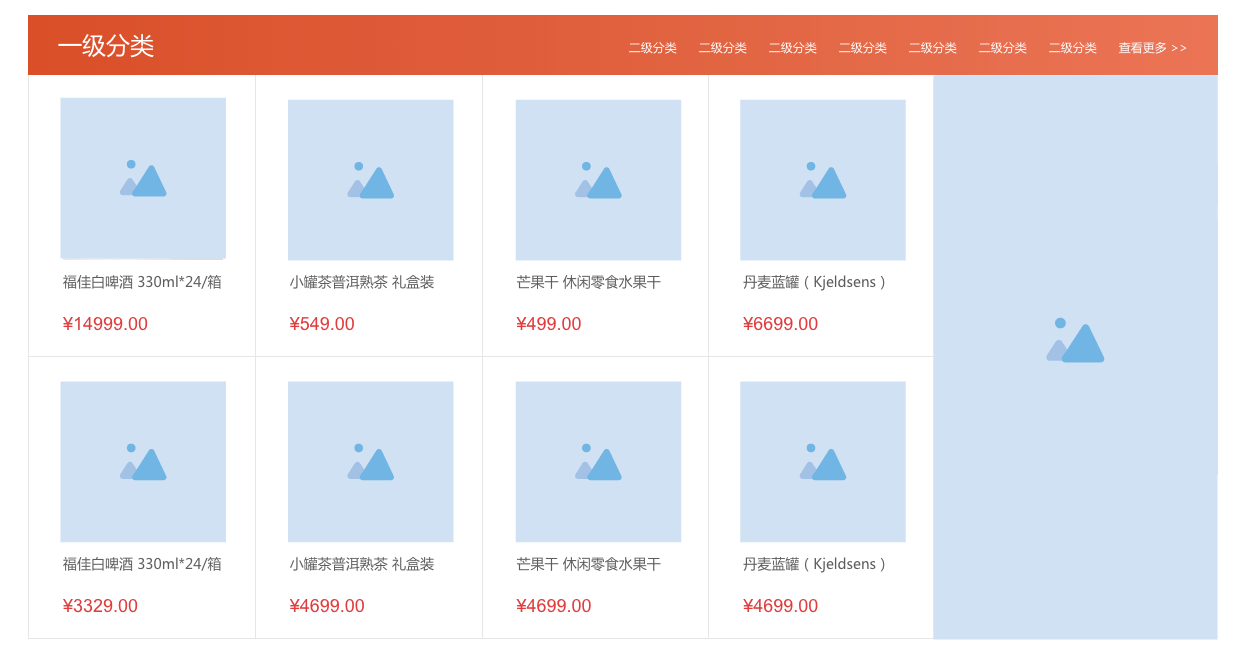 一级分类
二级分类 二级分类 二级分类 二级分类 二级分类 二级分类 二级分类 查看更多 >>
福佳白啤酒 330ml*24/箱
¥14999.00
小罐茶普洱熟茶 礼盒装
¥549.00
芒果干 休闲零食水果干
¥499.00
丹麦蓝罐（Kjeldsens）
¥6699.00
福佳白啤酒 330ml*24/箱
¥3329.00
小罐茶普洱熟茶 礼盒装
¥4699.00
芒果干 休闲零食水果干
¥4699.00
丹麦蓝罐（Kjeldsens）
¥4699.00